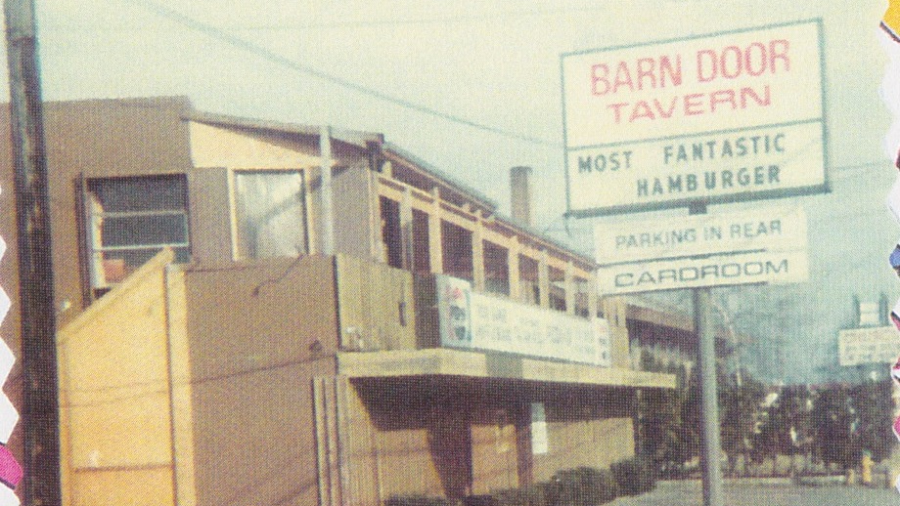 BARN DOOR
TAVERN
MOST FANTASTIC
HAMBURGER
PARKING IN REAR
CARDROOM